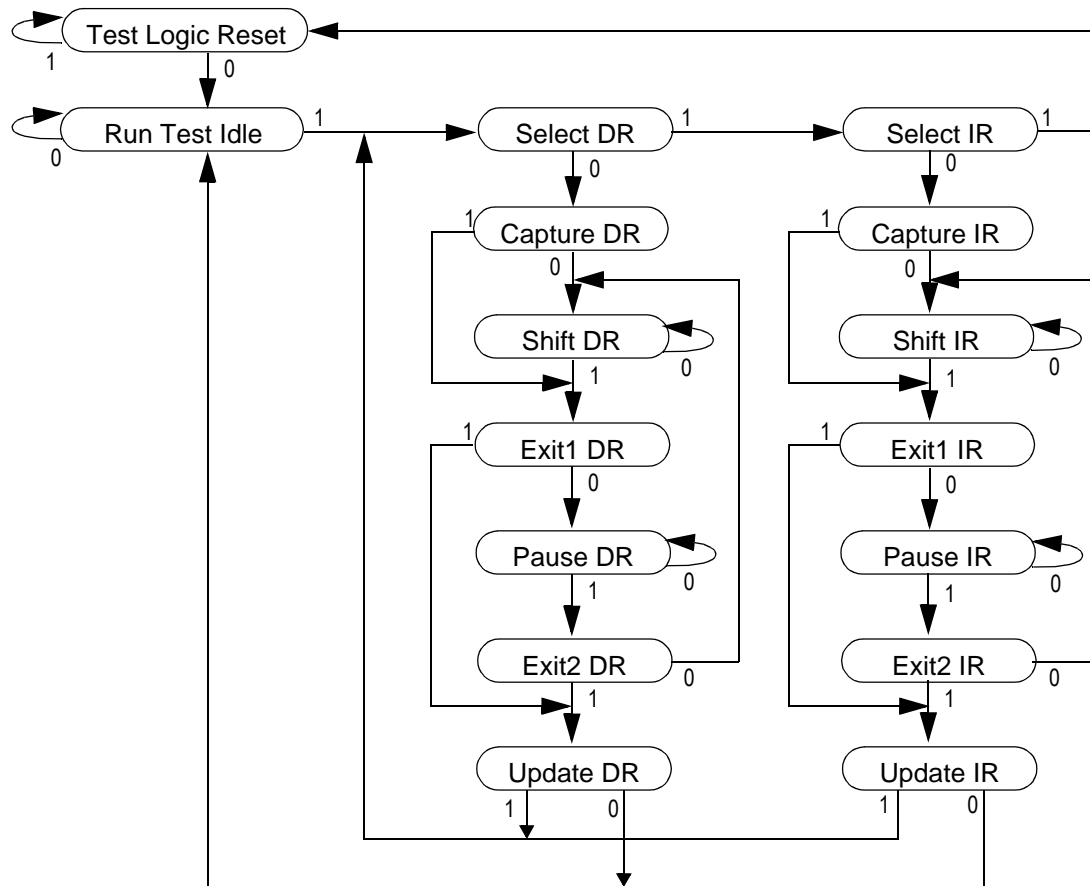 Test Logic Reset
1
0
Run Test Idle
0
1
Select DR
1
0
Select IR
1
0
1
Capture DR
0
1
Capture IR
0
Shift DR
0
1
Shift IR
0
1
1
Exit1 DR
0
1
Exit1 IR
0
Pause DR
0
1
Pause IR
0
1
Exit2 DR
0
1
Exit2 IR
0
1
Update DR
1
0
Update IR
1
0